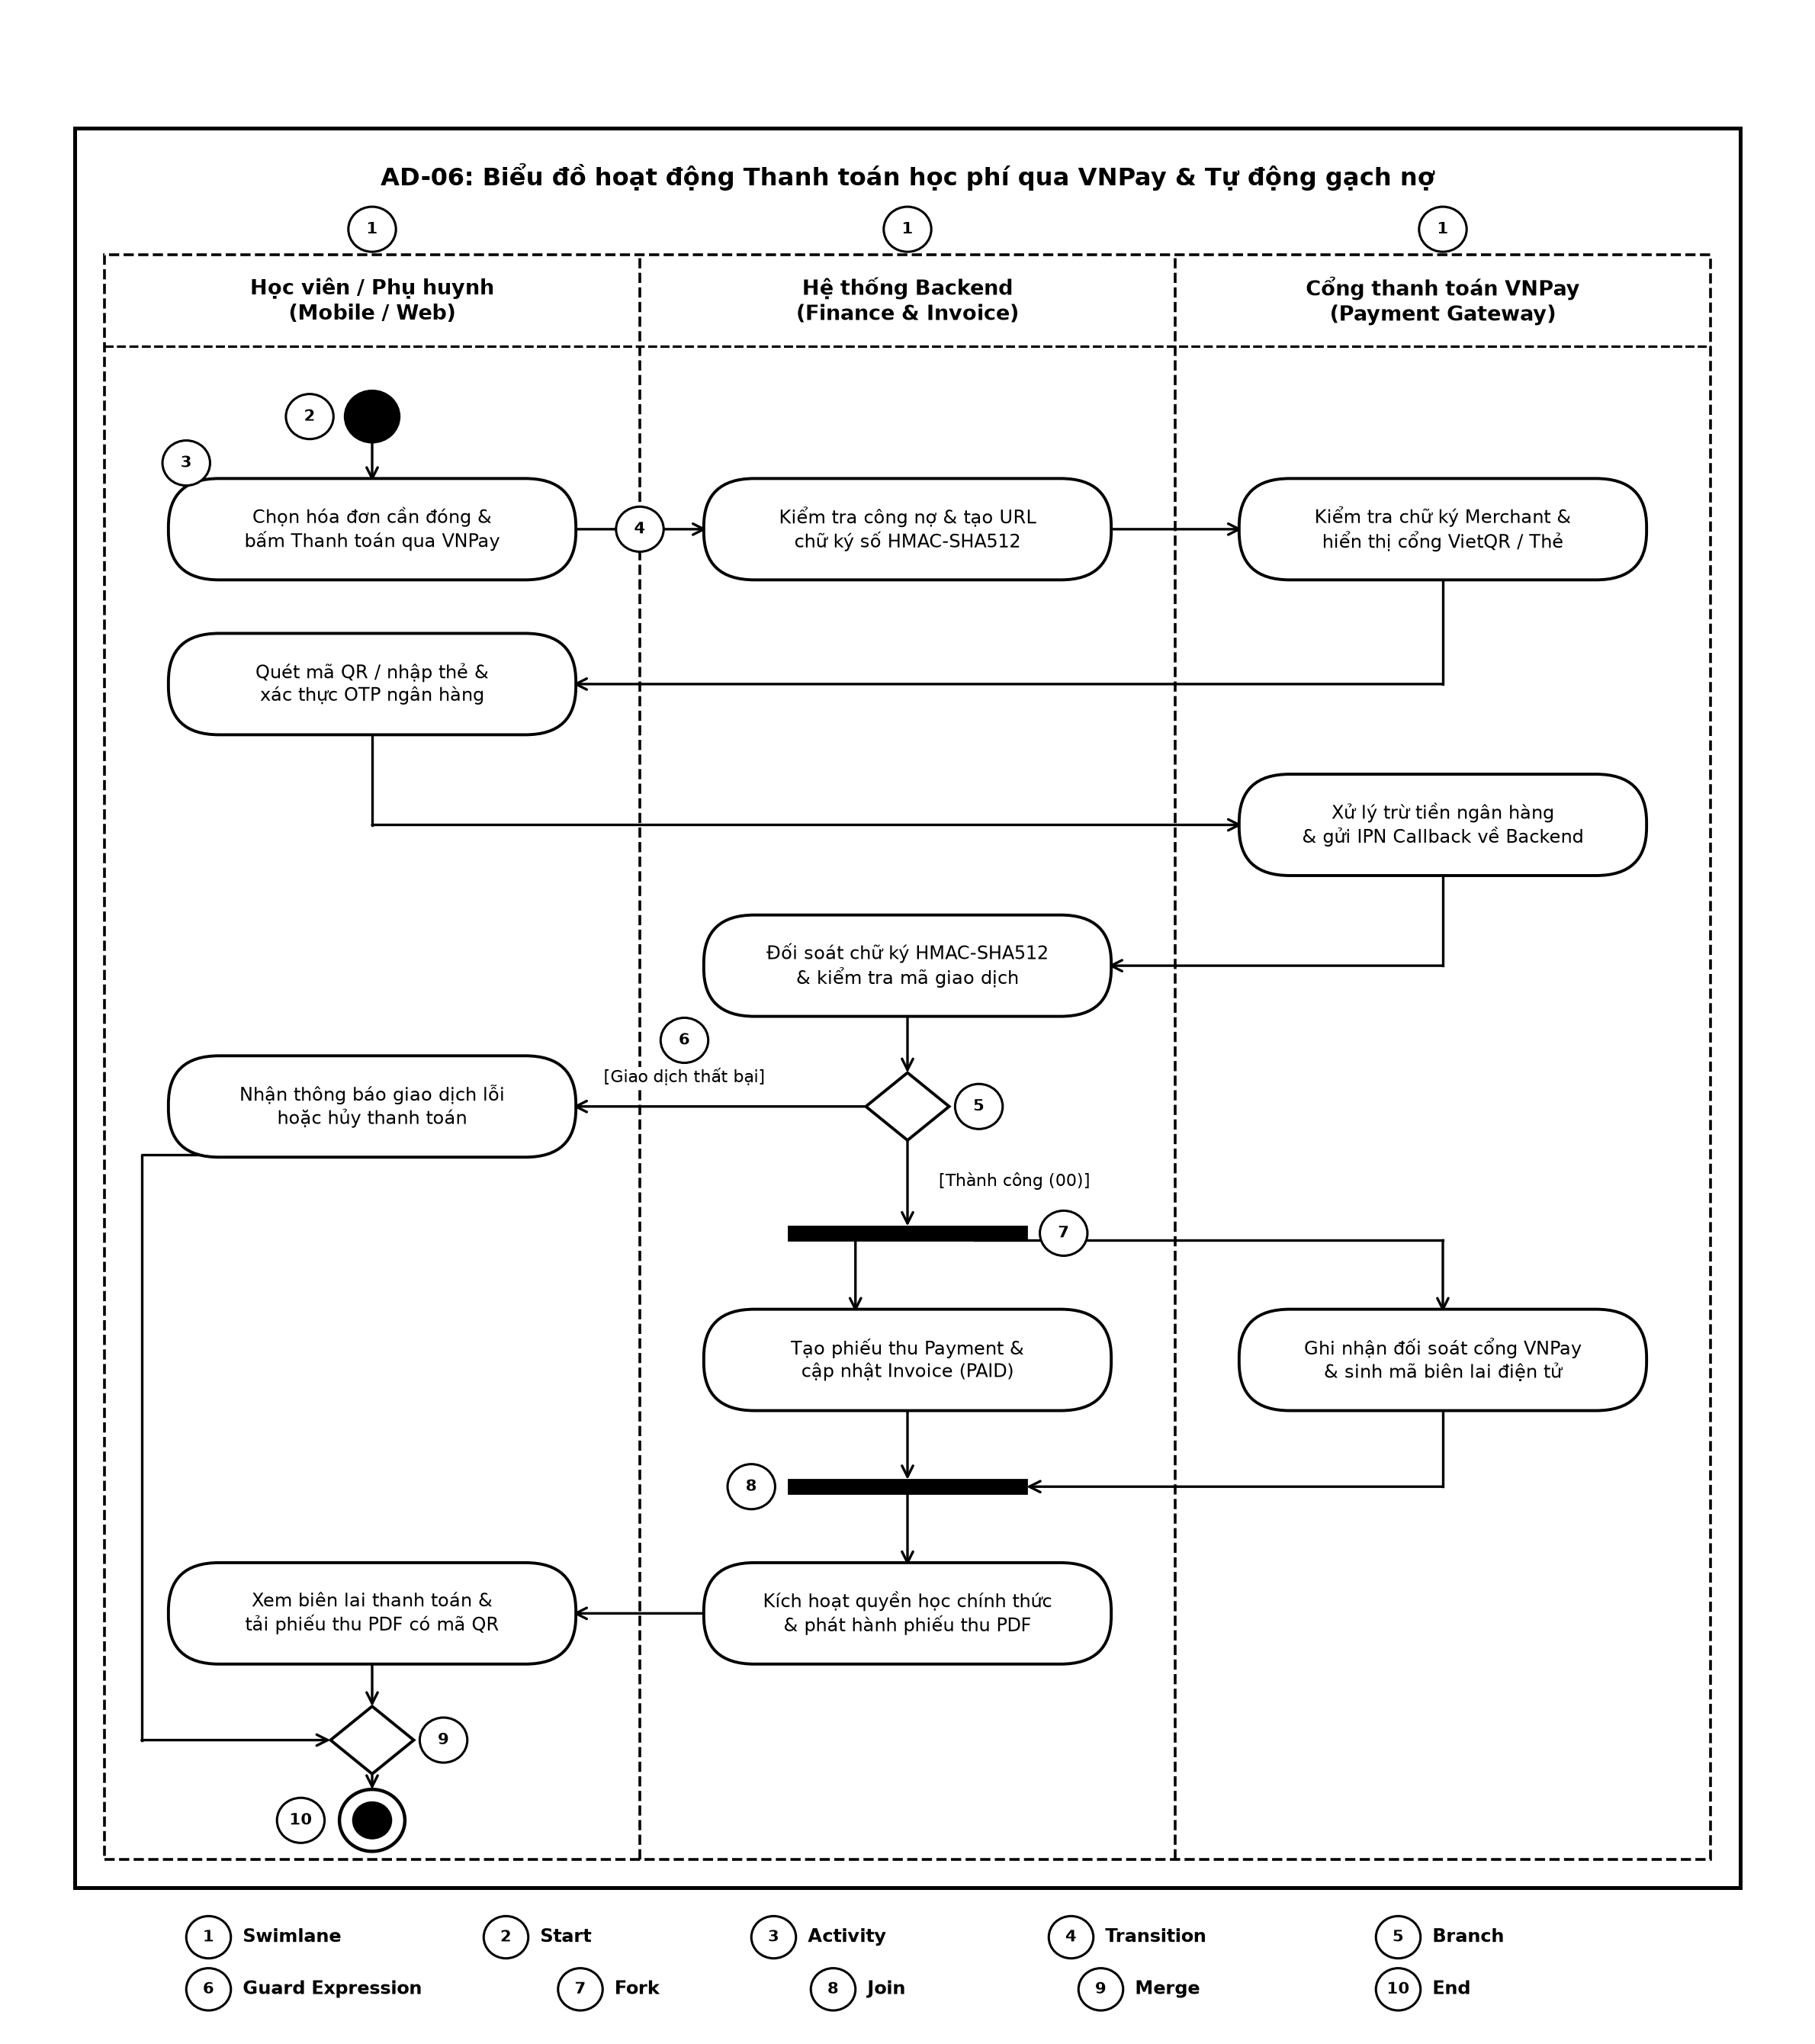 AD-06: Biểu đồ hoạt động Thanh toán học phí qua VNPay & Tự động gạch nợ
1
1
1
Học viên / Phụ huynh
(Mobile / Web)
Hệ thống Backend
(Finance & Invoice)
Cổng thanh toán VNPay
(Payment Gateway)
2
3
Chọn hóa đơn cần đóng &
bấm Thanh toán qua VNPay
4
Kiểm tra công nợ & tạo URL
chữ ký số HMAC-SHA512
Kiểm tra chữ ký Merchant &
hiển thị cổng VietQR / Thẻ
Quét mã QR / nhập thẻ &
xác thực OTP ngân hàng
Xử lý trừ tiền ngân hàng
& gửi IPN Callback về Backend
Đối soát chữ ký HMAC-SHA512
& kiểm tra mã giao dịch
6
[Giao dịch thất bại]
Nhận thông báo giao dịch lỗi
hoặc hủy thanh toán
5
[Thành công (00)]
7
Tạo phiếu thu Payment &
cập nhật Invoice (PAID)
Ghi nhận đối soát cổng VNPay
& sinh mã biên lai điện tử
8
Xem biên lai thanh toán &
tải phiếu thu PDF có mã QR
Kích hoạt quyền học chính thức
& phát hành phiếu thu PDF
9
10
1 Swimlane
2 Start
3 Activity
4 Transition
5 Branch
6 Guard Expression
7 Fork
8 Join
9 Merge
10 End